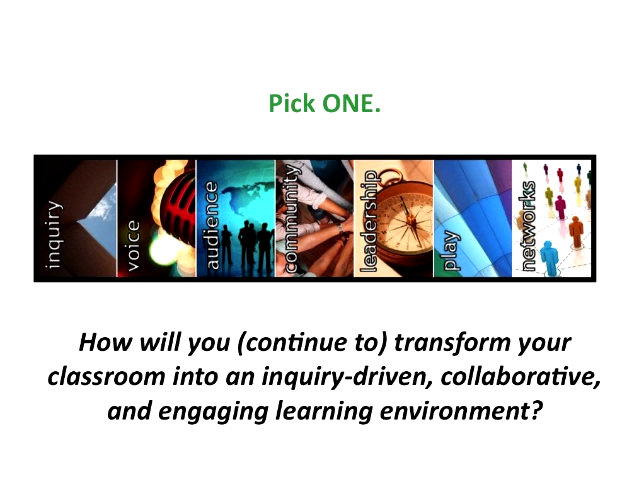 Pick ONE.
inquiry
voice
audience
community
leadership
play
networks
How will you (continue to) transform your
classroom into an inquiry-driven, collaborative,
and engaging learning environment?